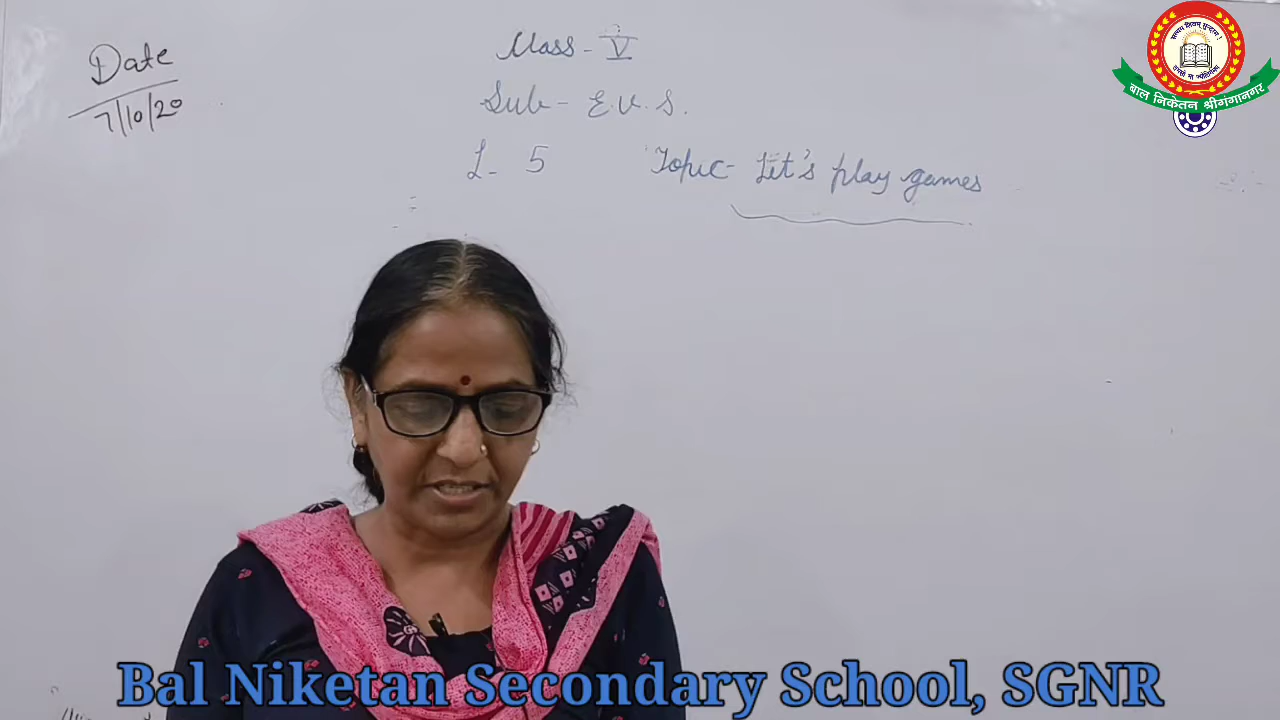 Date
7/10/20
Class - V
Sub - E.V.S.
L- 5 Topic- Let's play games
बाल निकेतन श्रीगंगानगर
Bal Niketan Secondary School, SGNR